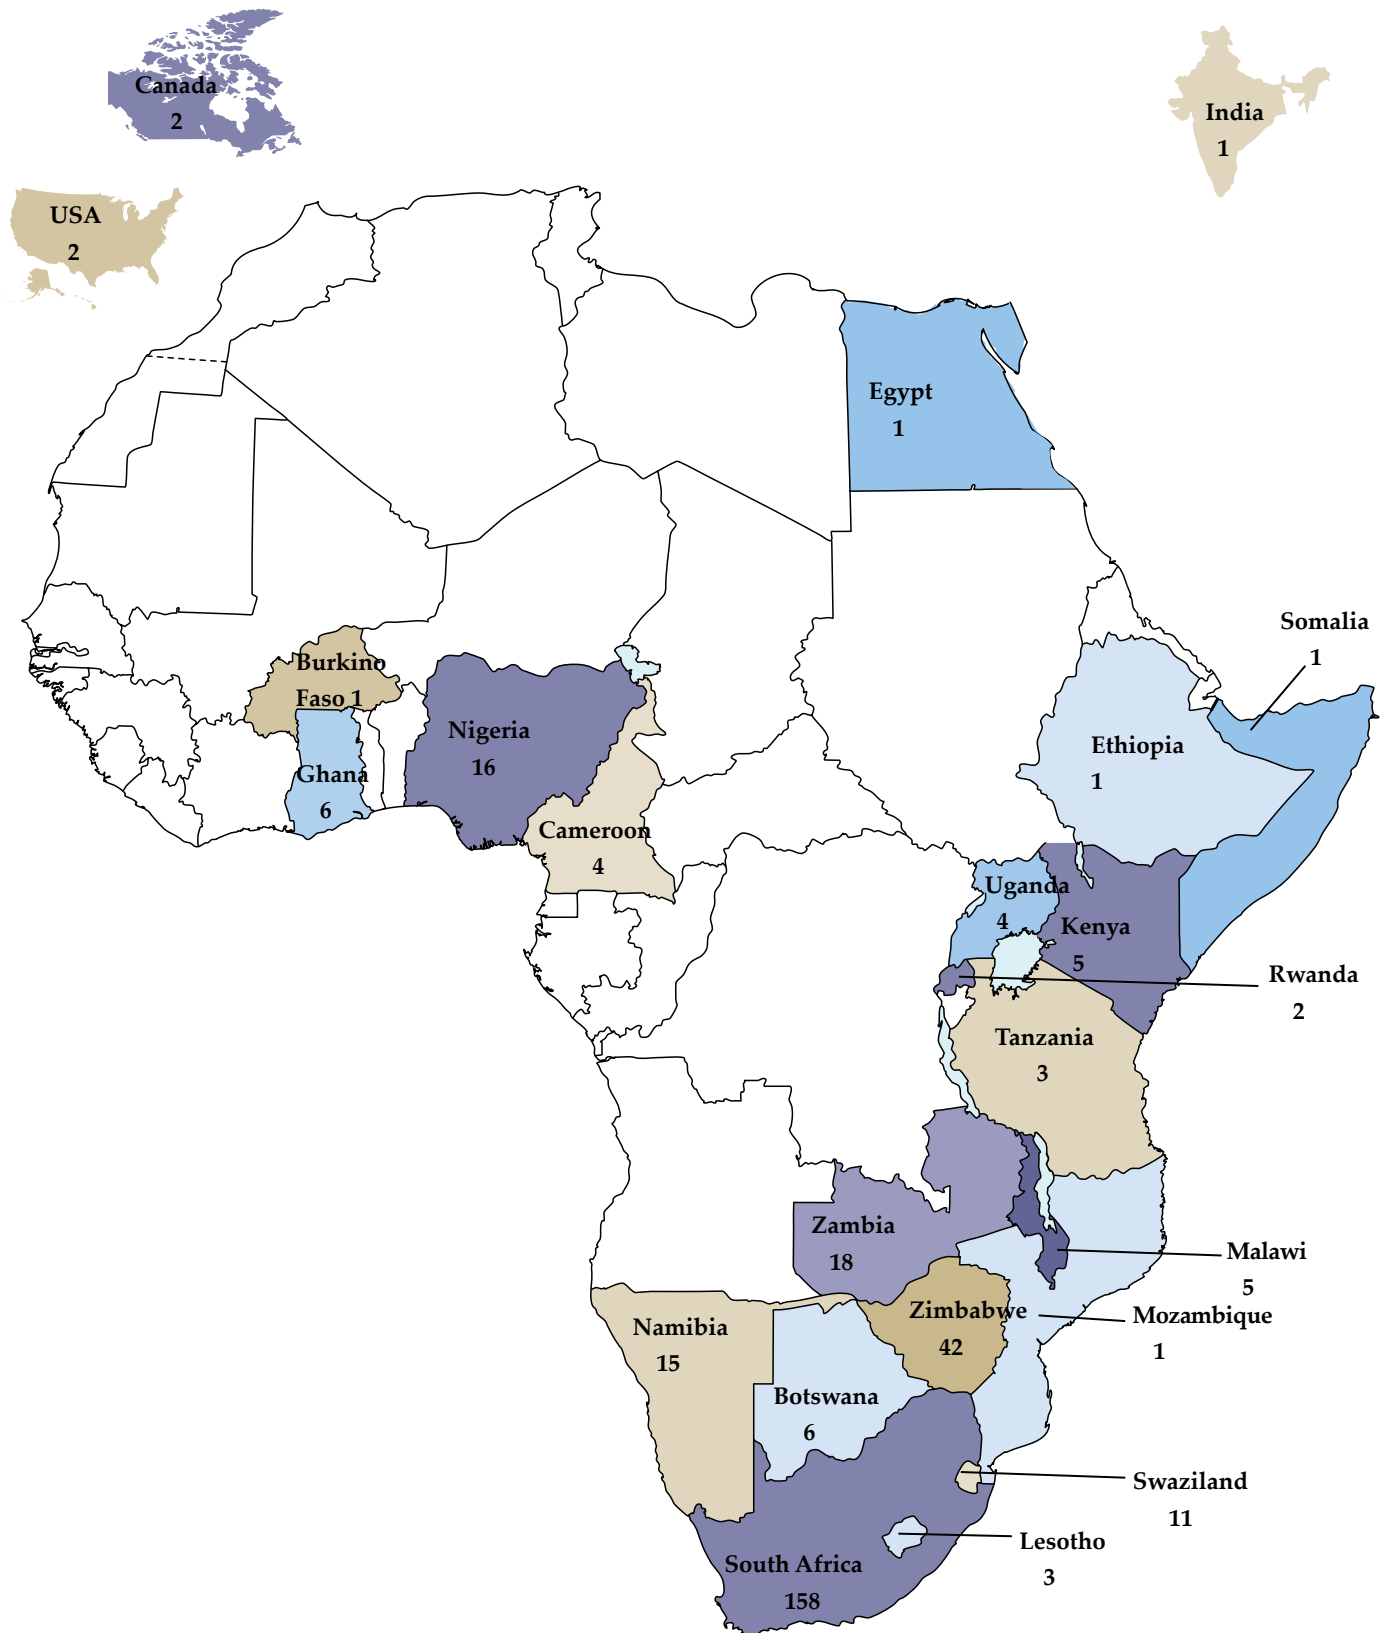 Canada
2
India
1
USA
2
Egypt
1
Somalia
1
Burkino
Faso 1
Nigeria
16
Ethiopia
1
Ghana
6
Cameroon
4
Uganda
4
Kenya
5
Rwanda
2
Tanzania
3
Zambia
18
Malawi
5
Zimbabwe
42
Mozambique
1
Namibia
15
Botswana
6
Swaziland
11
Lesotho
3
South Africa
158